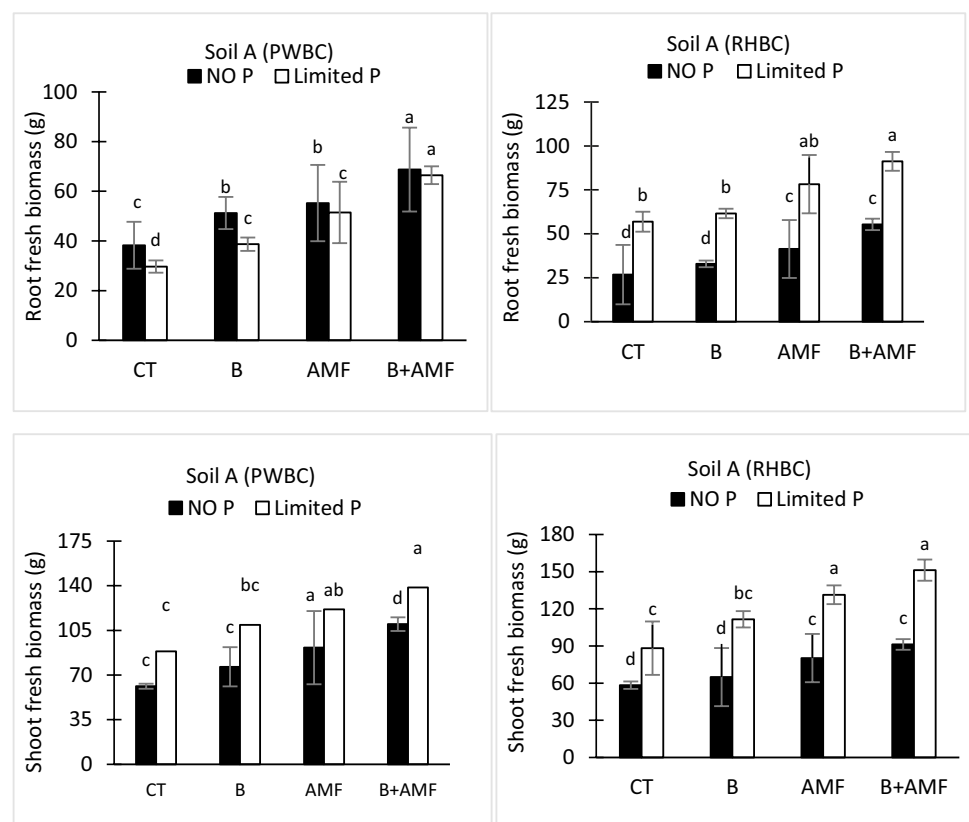 Soil A (PWBC)
NO P Limited P
Root fresh biomass (g)
100
80
60
40
20
0
c d b c b c a a
CT B AMF B+AMF
Soil A (RHBC)
NO P Limited P
Root fresh biomass (g)
125
100
75
50
25
0
d b d b c ab c a
CT B AMF B+AMF
Soil A (PWBC)
NO P Limited P
Shoot fresh biomass (g)
175
140
105
70
35
0
c c c bc a ab d a
CT B AMF B+AMF
Soil A (RHBC)
NO P Limited P
Shoot fresh biomass (g)
180
150
120
90
60
30
0
d c d bc c a c a
CT B AMF B+AMF